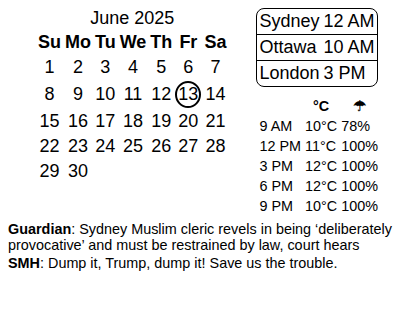 June 2025
Su Mo Tu We Th Fr Sa
1 2 3 4 5 6 7
8 9 10 11 12 13 14
15 16 17 18 19 20 21
22 23 24 25 26 27 28
29 30
Sydney 12 AM
Ottawa 10 AM
London 3 PM
°C ☂
9 AM 10°C 78%
12 PM 11°C 100%
3 PM 12°C 100%
6 PM 12°C 100%
9 PM 10°C 100%
Guardian: Sydney Muslim cleric revels in being ‘deliberately
provocative’ and must be restrained by law, court hears
SMH: Dump it, Trump, dump it! Save us the trouble.